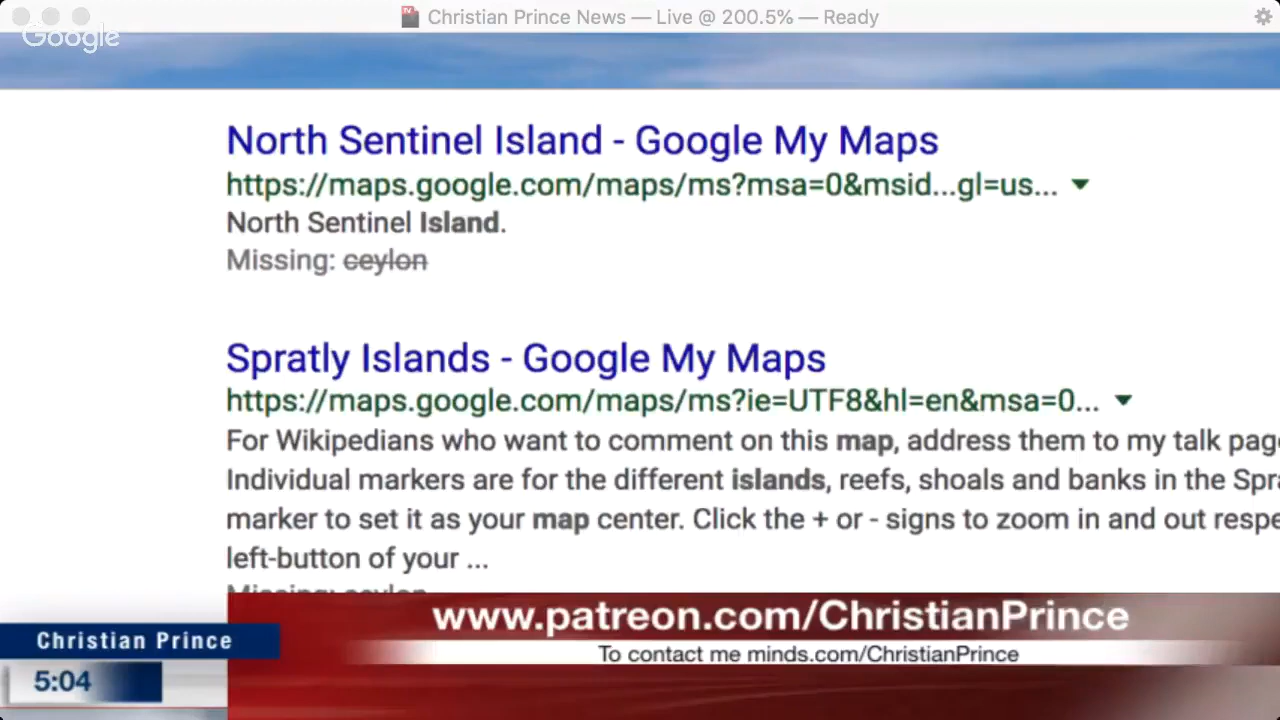 Christian Prince News — Live @ 200.5% — Ready
Google
North Sentinel Island - Google My Maps
https://maps.google.com/maps/ms?msa=0&msid...gl=us...
North Sentinel Island.
Missing: ceylon
Spratly Islands - Google My Maps
https://maps.google.com/maps/ms?ie=UTF8&hl=en&msa=0...
For Wikipedians who want to comment on this map, address them to my talk pag
Individual markers are for the different islands, reefs, shoals and banks in the Spr
marker to set it as your map center. Click the + or - signs to zoom in and out respe
left-button of your ...
www.patreon.com/ChristianPrince
Christian Prince
To contact me minds.com/ChristianPrince
5:04